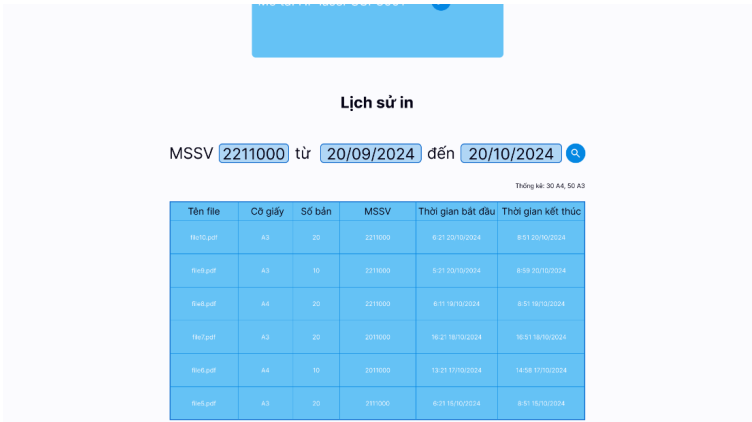 Lịch sử in
MSSV 2211000 từ 20/09/2024 đến 20/10/2024
Thống kê: 30 A4, 50 A3
Tên file Cỡ giấy Số bản MSSV Thời gian bắt đầu Thời gian kết thúc
file10.pdf A3 20 2211000 6:21 20/10/2024 8:51 20/10/2024
file9.pdf A3 10 2211000 5:21 20/10/2024 8:59 20/10/2024
A4 20 2211000 6:11 19/10/2024 8:51 19/10/2024
file7.pdf A3 20 2011000 16:21 18/10/2024 16:51 18/10/2024
file6.pdf A4 10 2011000 13:21 17/10/2024 14:58 17/10/2024
A3 20 2111000 6:21 15/10/2024 8:51 15/10/2024